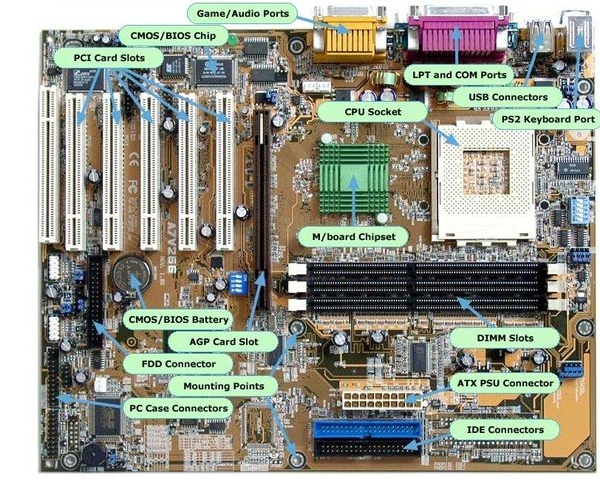 Game/Audio Ports
CMOS/BIOS Chip
PCI Card Slots
LPT and COM Ports
USB Connectors
CPU Socket
PS2 Keyboard Port
M/board Chipset
A7V266
CMOS/BIOS Battery
AGP Card Slot
DIMM Slots
FDD Connector
Mounting Points
ATX PSU Connector
PC Case Connectors
IDE Connectors